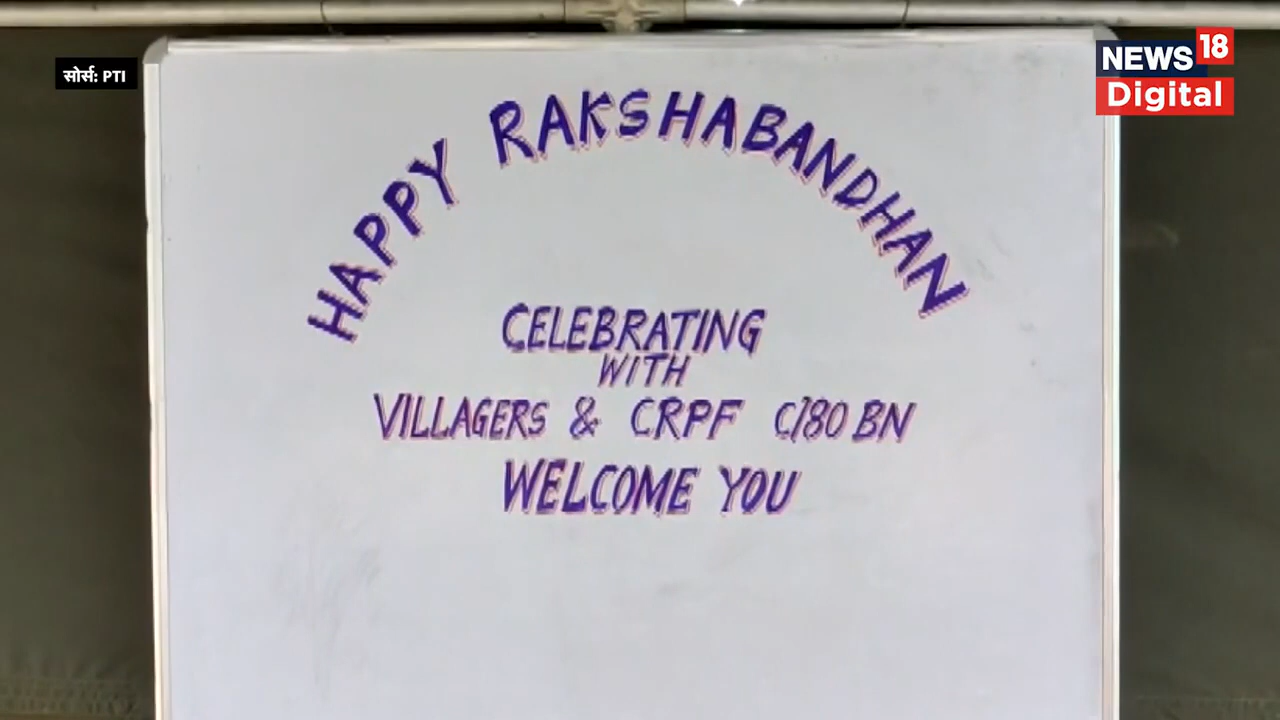 सोर्स: PTI
NEWS 18
Digital
HAPPY RAKSHABANDHAN
CELEBRATING
WITH
VILLAGERS & CRPF C/80 BN
WELCOME YOU